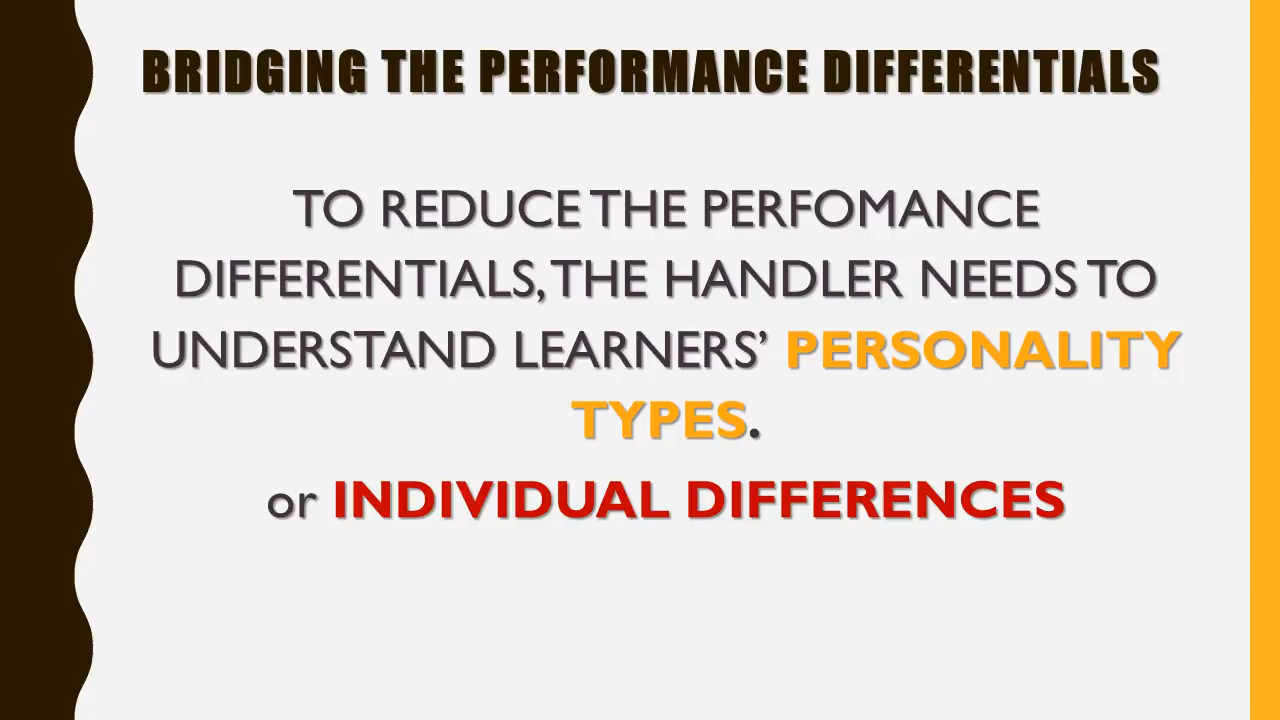 BRIDGING THE PERFORMANCE DIFFERENTIALS
TO REDUCE THE PERFOMANCE
DIFFERENTIALS, THE HANDLER NEEDS TO
UNDERSTAND LEARNERS’ PERSONALITY
TYPES.
or INDIVIDUAL DIFFERENCES